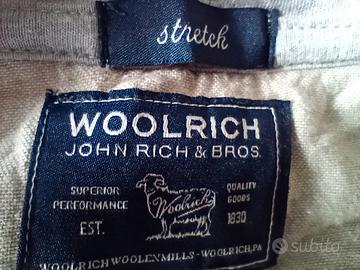 stretch
WOOLRICH
JOHN RICH & BROS.
SUPERIOR
PERFORMANCE
EST.
Woolrich
QUALITY
GOODS
1830
WOOLRICH WOOLEN MILLS - WOOLRICH, PA
subito